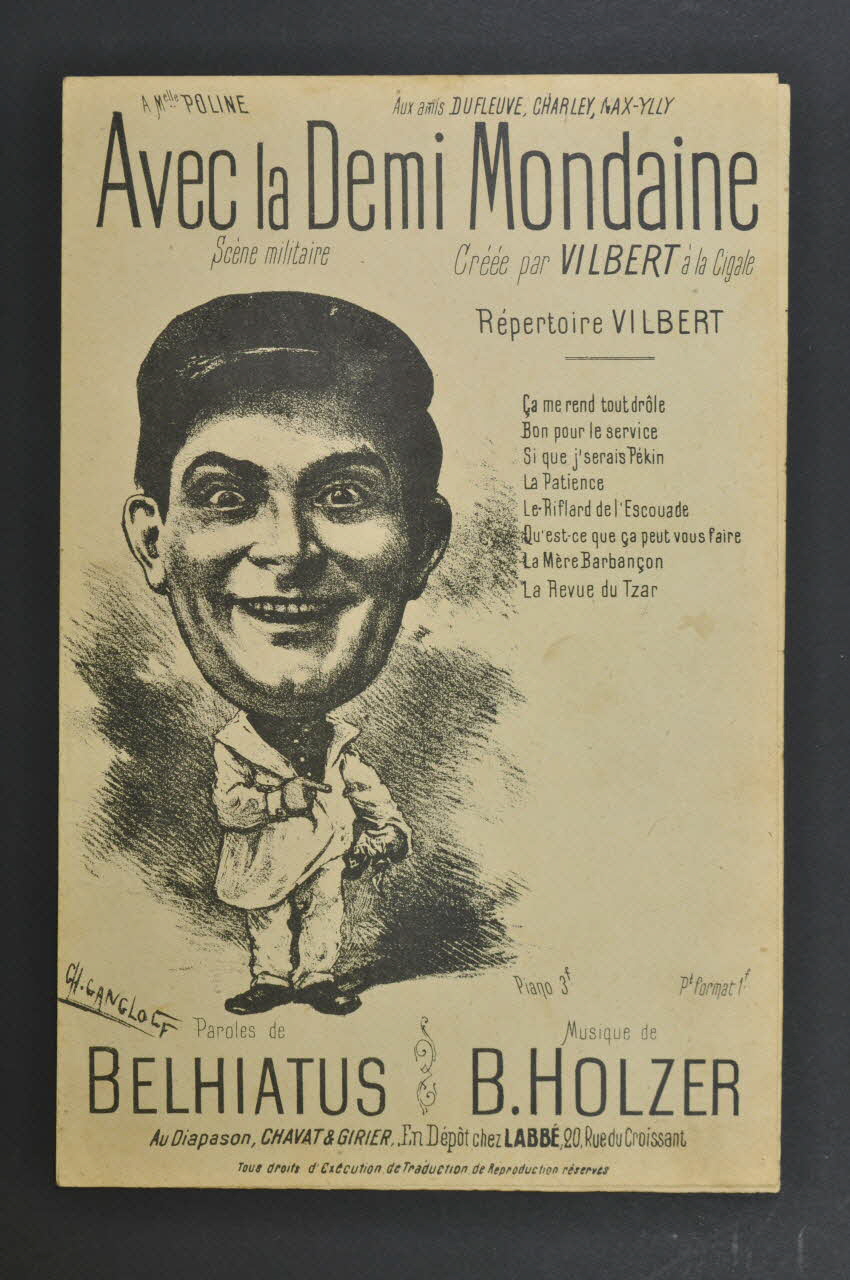 A Melle POLINE
Aux amis DUFLEUVE, CHARLEY, NAX-YLLY
Avec la Demi Mondaine
Scène militaire
Créée par VILBERT à la Cigale
Répertoire VILBERT
Ça me rend tout drôle
Bon pour le service
Si que j'serais Pékin
La Patience
Le Riflard de l'Escouade
Qu'est-ce que ça peut vous faire
La Mère Barbançon
La Revue du Tzar
CH. GANGLOFF
Piano 3f
Pt format 1f
Paroles de
BELHIATUS
Musique de
B. HOLZER
Au Diapason, CHAVAT & GIRIER, En Dépôt chez LABBÉ, 20, Rue du Croissant
Tous droits d'Exécution de Traduction de Reproduction réservés